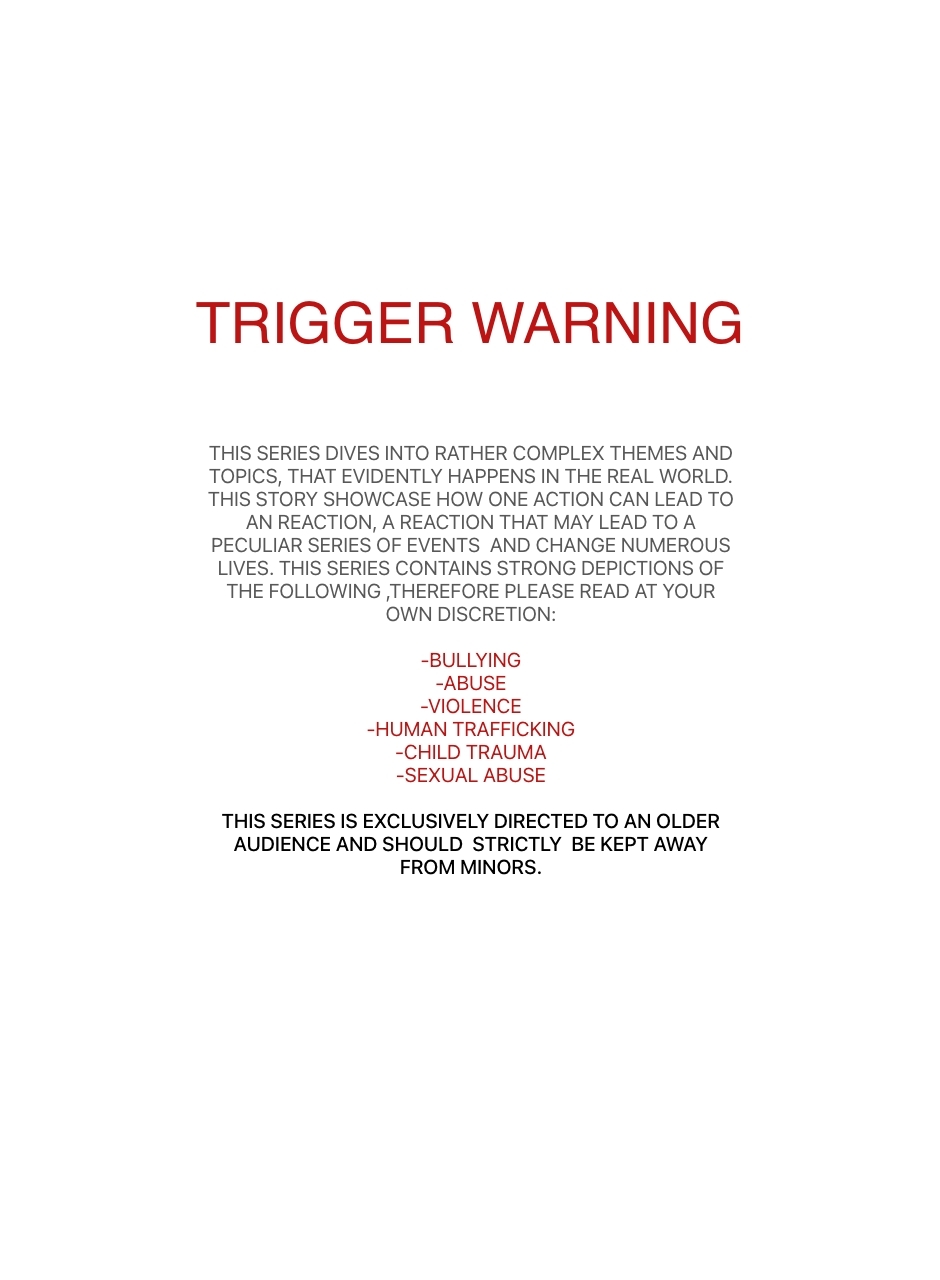 TRIGGER WARNING
THIS SERIES DIVES INTO RATHER COMPLEX THEMES AND
TOPICS, THAT EVIDENTLY HAPPENS IN THE REAL WORLD.
THIS STORY SHOWCASE HOW ONE ACTION CAN LEAD TO
AN REACTION, A REACTION THAT MAY LEAD TO A
PECULIAR SERIES OF EVENTS  AND CHANGE NUMEROUS
LIVES. THIS SERIES CONTAINS STRONG DEPICTIONS OF
THE FOLLOWING ,THEREFORE PLEASE READ AT YOUR
OWN DISCRETION:
-BULLYING
-ABUSE
-VIOLENCE
-HUMAN TRAFFICKING
-CHILD TRAUMA
-SEXUAL ABUSE
THIS SERIES IS EXCLUSIVELY DIRECTED TO AN OLDER
AUDIENCE AND SHOULD  STRICTLY  BE KEPT AWAY
FROM MINORS.